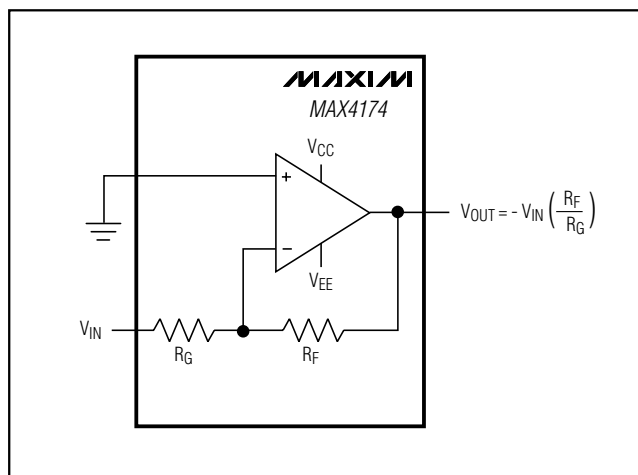 MAXIM
MAX4174
VCC
+
−
VEE
VOUT = - VIN (RF/RG)
VIN
RG
RF